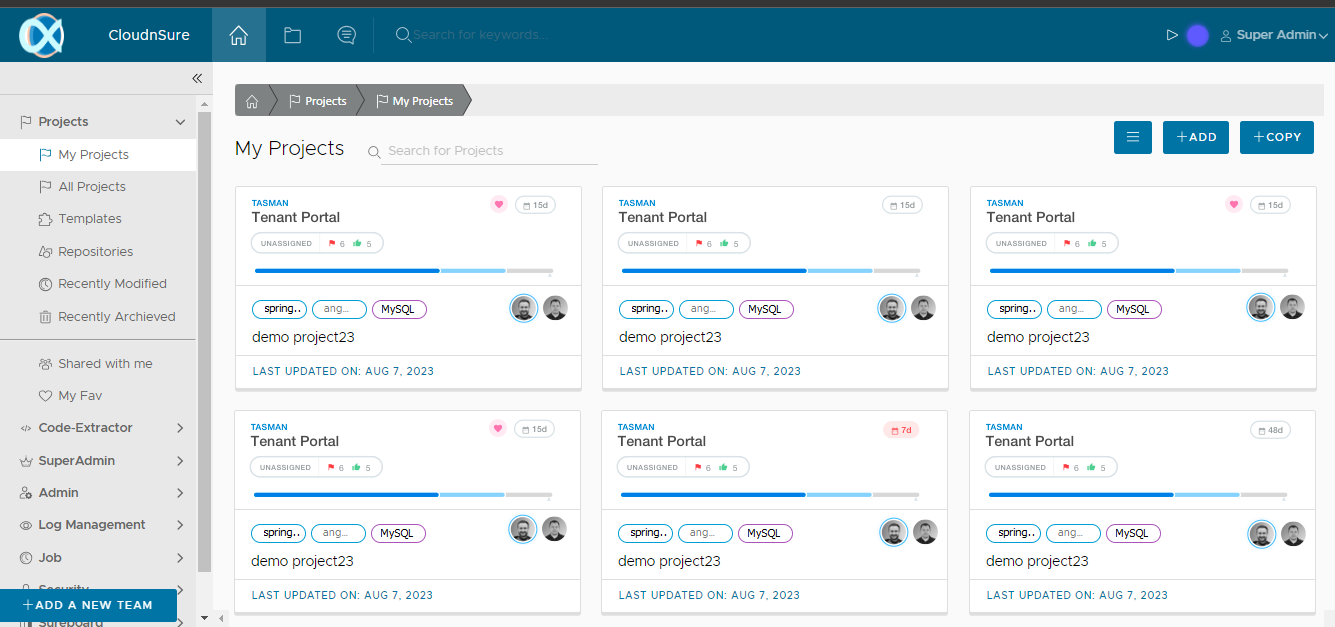 CloudnSure
Search for keywords...
Super Admin
Projects
My Projects
All Projects
Templates
Repositories
Recently Modified
Recently Archieved
Shared with me
My Fav
Code-Extractor
SuperAdmin
Admin
Log Management
Job
Security
+ADD A NEW TEAM
Sureboard
Projects
My Projects
My Projects
Search for Projects
+ADD
+COPY
TASMAN
15d
Tenant Portal
UNASSIGNED 6 5
spring..
ang...
MySQL
demo project23
LAST UPDATED ON: AUG 7, 2023
TASMAN
15d
Tenant Portal
UNASSIGNED 6 5
spring..
ang...
MySQL
demo project23
LAST UPDATED ON: AUG 7, 2023
TASMAN
15d
Tenant Portal
UNASSIGNED 6 5
spring..
ang...
MySQL
demo project23
LAST UPDATED ON: AUG 7, 2023
TASMAN
15d
Tenant Portal
UNASSIGNED 6 5
spring..
ang...
MySQL
demo project23
LAST UPDATED ON: AUG 7, 2023
TASMAN
7d
Tenant Portal
UNASSIGNED 6 5
spring..
ang...
MySQL
demo project23
LAST UPDATED ON: AUG 7, 2023
TASMAN
48d
Tenant Portal
UNASSIGNED 6 5
spring..
ang...
MySQL
demo project23
LAST UPDATED ON: AUG 7, 2023